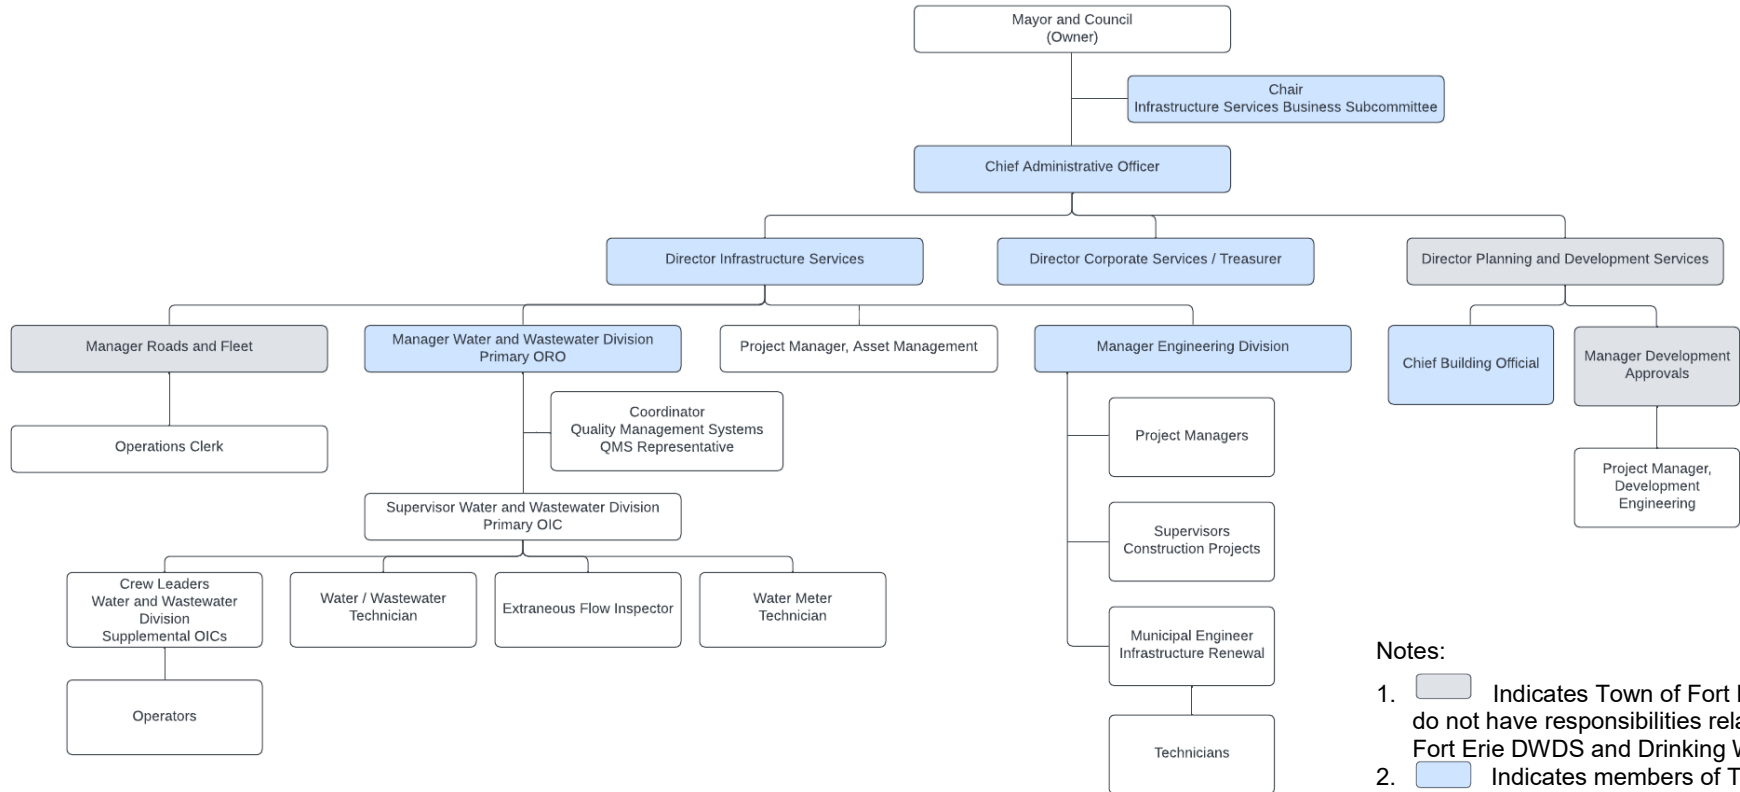 Mayor and Council
(Owner)
Chair
Infrastructure Services Business Subcommittee
Chief Administrative Officer
Director Infrastructure Services
Director Corporate Services / Treasurer
Director Planning and Development Services
Manager Roads and Fleet
Manager Water and Wastewater Division
Primary ORO
Project Manager, Asset Management
Manager Engineering Division
Chief Building Official
Manager Development
Approvals
Operations Clerk
Coordinator
Quality Management Systems
QMS Representative
Project Managers
Project Manager,
Development
Engineering
Supervisor Water and Wastewater Division
Primary OIC
Supervisors
Construction Projects
Crew Leaders
Water and Wastewater
Division
Supplemental OICs
Water / Wastewater
Technician
Extraneous Flow Inspector
Water Meter
Technician
Municipal Engineer
Infrastructure Renewal
Operators
Technicians
Notes:
1. Indicates Town of Fort
do not have responsibilities
Fort Erie DWDS and Drinking
2. Indicates members of